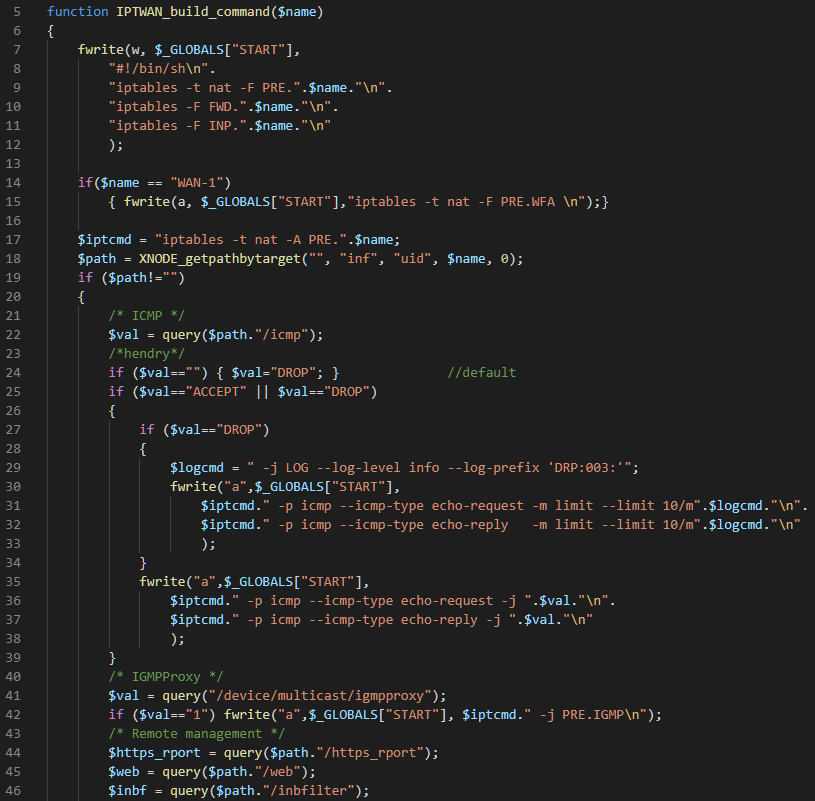 5 function IPTWAN_build_command($name)
6 {
7 fwrite(w, $_GLOBALS["START"],
8 "#!/bin/sh\n".
9 "iptables -t nat -F PRE.".$name."\n".
10 "iptables -F FWD.".$name."\n".
11 "iptables -F INP.".$name."\n"
12 );
13
14 if($name == "WAN-1")
15 { fwrite(a, $_GLOBALS["START"],"iptables -t nat -F PRE.WFA \n");}
16
17 $iptcmd = "iptables -t nat -A PRE.".$name;
18 $path = XNODE_getpathbytarget("", "inf", "uid", $name, 0);
19 if ($path!="")
20 {
21 /* ICMP */
22 $val = query($path."/icmp");
23 /*hendry*/
24 if ($val=="") { $val="DROP"; } //default
25 if ($val=="ACCEPT" || $val=="DROP")
26 {
27 if ($val=="DROP")
28 {
29 $logcmd = " -j LOG --log-level info --log-prefix 'DRP:003:'";
30 fwrite("a",$_GLOBALS["START"],
31 $iptcmd." -p icmp --icmp-type echo-request -m limit --limit 10/m".$logcmd."\n".
32 $iptcmd." -p icmp --icmp-type echo-reply -m limit --limit 10/m".$logcmd."\n"
33 );
34 }
35 fwrite("a",$_GLOBALS["START"],
36 $iptcmd." -p icmp --icmp-type echo-request -j ".$val."\n".
37 $iptcmd." -p icmp --icmp-type echo-reply -j ".$val."\n"
38 );
39 }
40 /* IGMPProxy */
41 $val = query("/device/multicast/igmpproxy");
42 if ($val=="1") fwrite("a",$_GLOBALS["START"], $iptcmd." -j PRE.IGMP\n");
43 /* Remote management */
44 $https_rport = query($path."/https_rport");
45 $web = query($path."/web");
46 $inbf = query($path."/inbfilter");